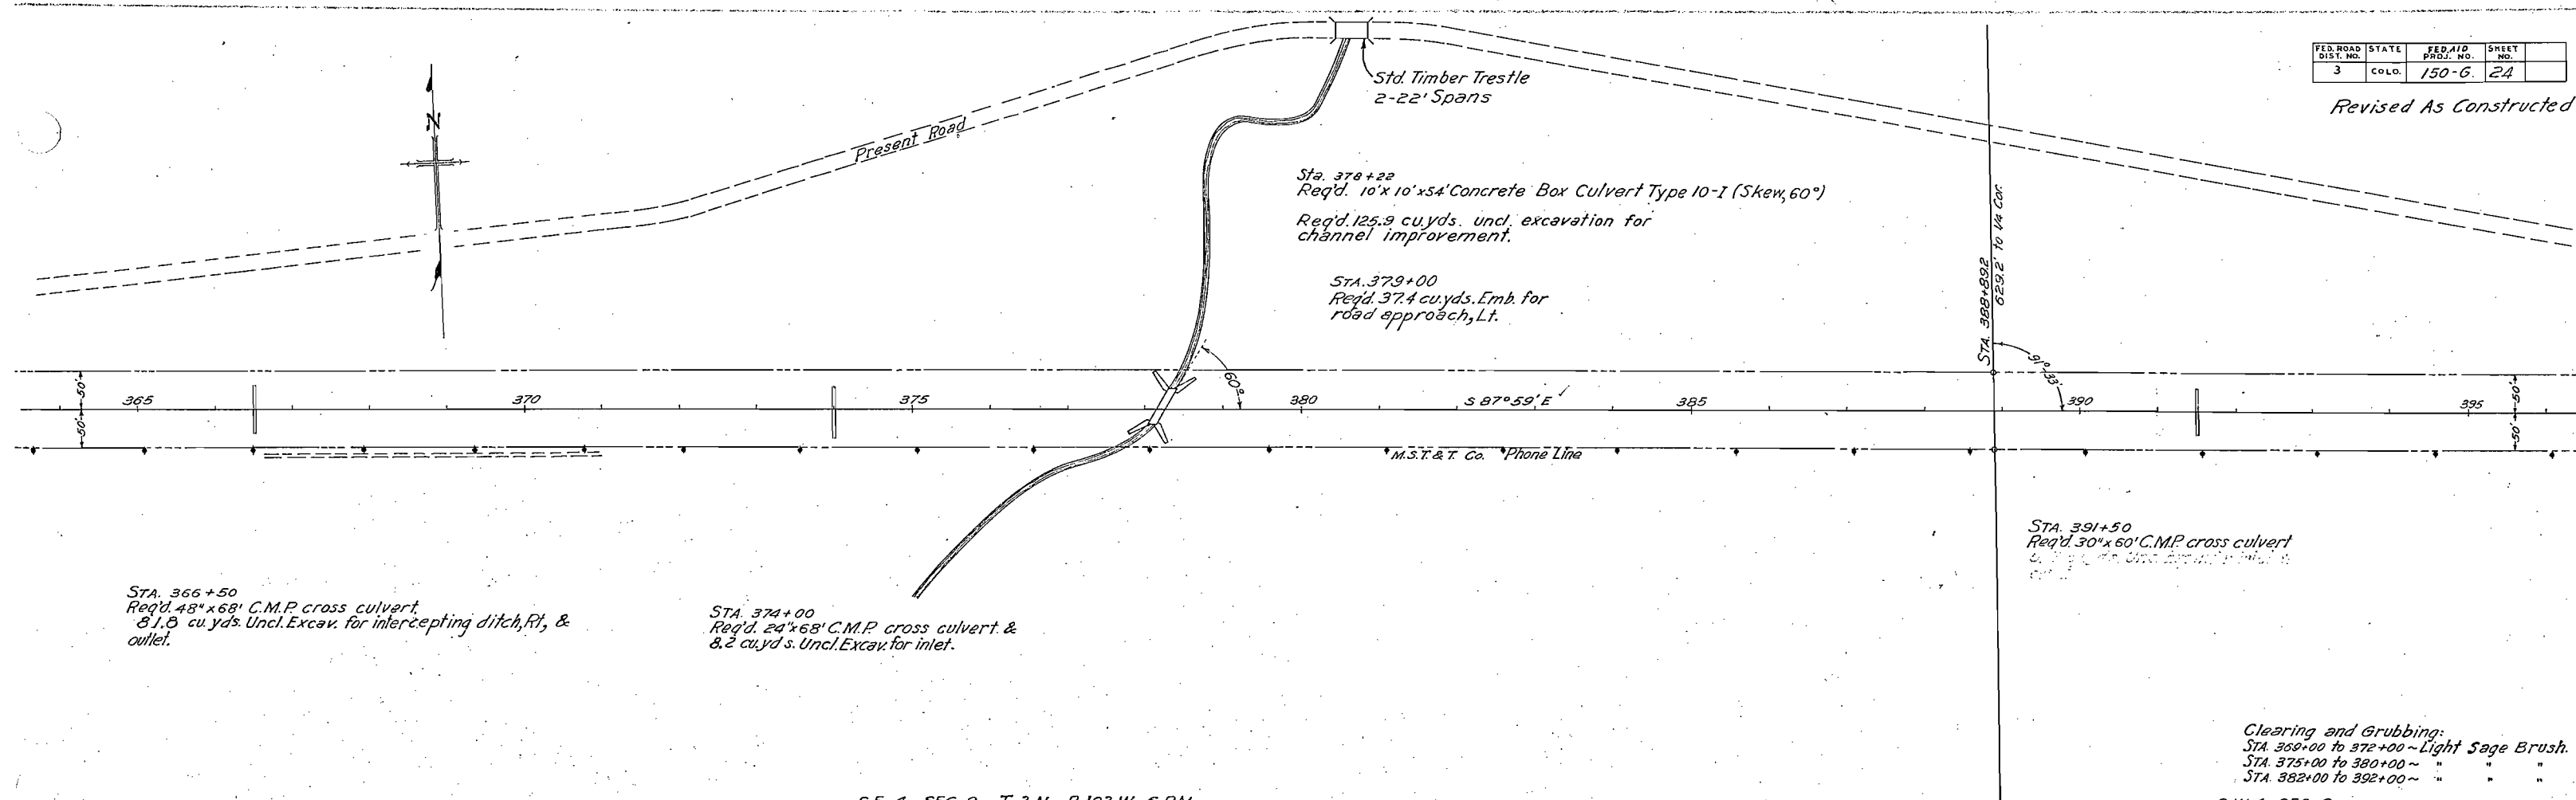 FED. ROAD DIST. NO. STATE FED. AID PROJ. NO. SHEET NO.
3 COLO. 150-G. 24
Revised As Constructed
Std. Timber Trestle
2-22' Spans
N
Present Road
Sta. 378+22
Req'd. 10'x10'x54' Concrete Box Culvert Type 10-I (Skew, 60°)
Req'd. 125.9 cu.yds. uncl. excavation for
channel improvement.
STA. 379+00
Req'd. 37.4 cu.yds. Emb. for
road approach, Lt.
STA. 388+89.2
629.2' to 1/4 Cor.
60°
91°33'
50'
50'
365 370 375 380 S 87°59' E 385 390 395
50'
50'
M.S.T. & T. Co. Phone Line
STA. 391+50
Req'd. 30"x60' C.M.P. cross culvert
STA. 366+50
Req'd. 48"x68' C.M.P. cross culvert.
81.8 cu.yds. Uncl. Excav. for intercepting ditch, Rt, &
outlet.
STA. 374+00
Req'd. 24"x68' C.M.P. cross culvert. &
8.2 cu.yds. Uncl. Excav. for inlet.
Clearing and Grubbing:
STA. 369+00 to 372+00 ~ Light Sage Brush.
STA. 375+00 to 380+00 ~ " " "
STA. 382+00 to 392+00 ~ " " "